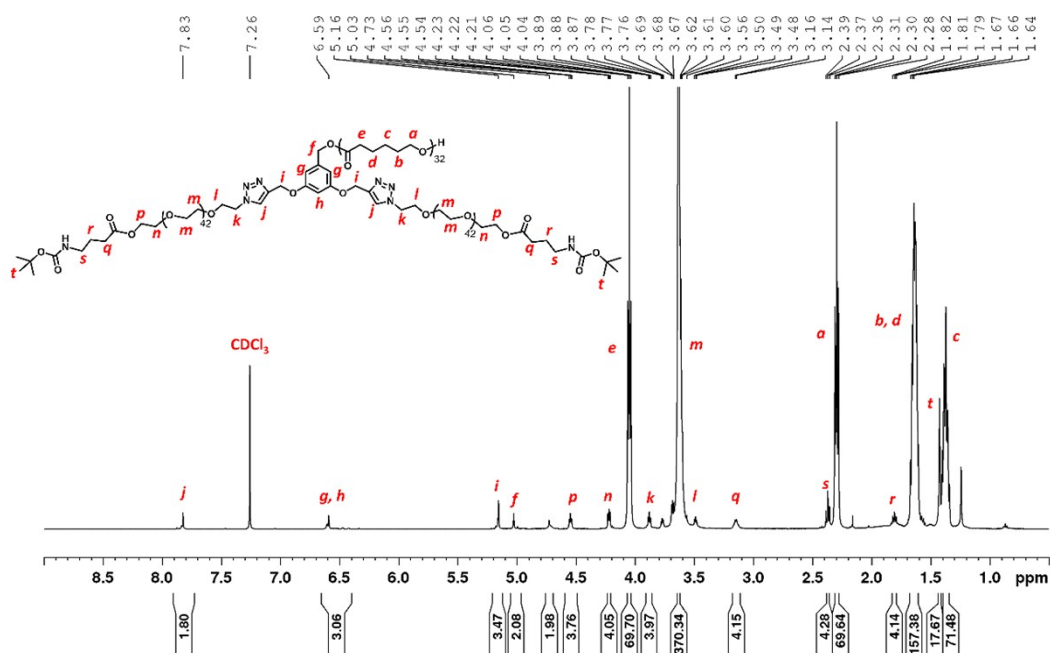 7.83
7.26
6.59
5.16
5.03
4.73
4.56
4.55
4.54
4.23
4.22
4.21
4.06
4.05
4.04
3.89
3.88
3.87
3.78
3.77
3.76
3.69
3.68
3.67
3.62
3.61
3.60
3.56
3.50
3.49
3.48
3.16
3.14
2.39
2.37
2.36
2.31
2.30
2.28
1.82
1.81
1.79
1.67
1.66
1.64
f O e c a H
O d b O 32
g g
N=N N i O h O i N N N
j j
p m l k k l m p
r O O 42 O m n O O 42 O m n O r
H N O q O O q N H
O s O O s O
t O O t
CDCl3
e
m
a
b, d
c
t
j
g, h
i
f
p
n
k
l
q
s
r
8.5 8.0 7.5 7.0 6.5 6.0 5.5 5.0 4.5 4.0 3.5 3.0 2.5 2.0 1.5 1.0 ppm
1.80
3.06
3.47
2.08
1.98
3.76
4.05
69.70
3.97
370.34
4.15
4.28
69.64
4.14
157.38
17.67
71.48